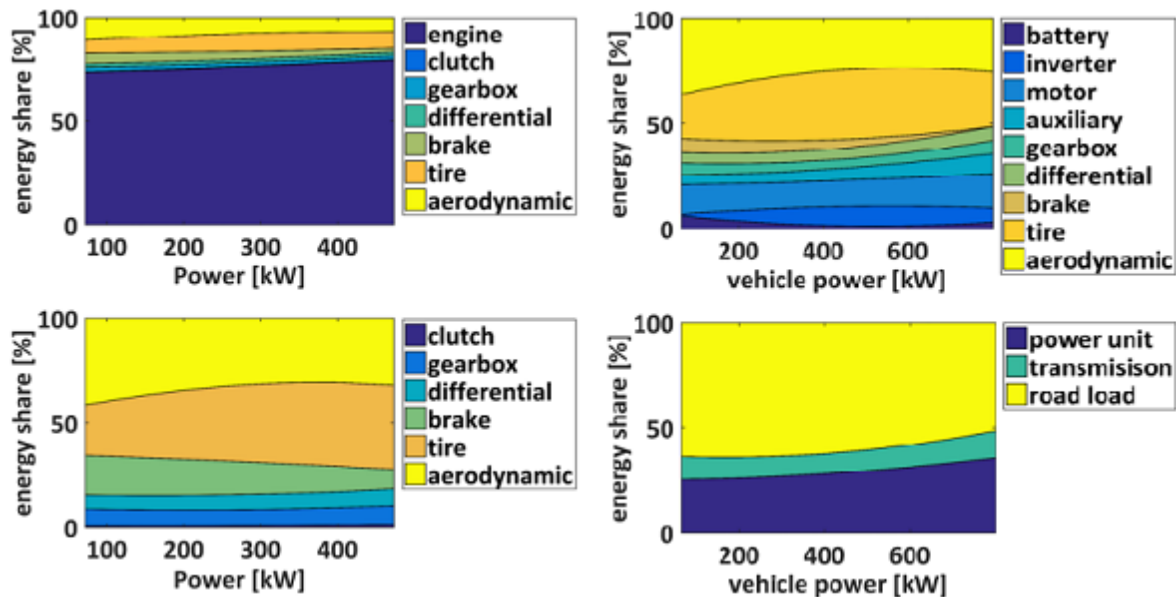 energy share [%]
100
50
0
100
200
300
400
Power [kW]
engine
clutch
gearbox
differential
brake
tire
aerodynamic
energy share [%]
100
50
0
200
400
600
vehicle power [kW]
battery
inverter
motor
auxiliary
gearbox
differential
brake
tire
aerodynamic
energy share [%]
100
50
0
100
200
300
400
Power [kW]
clutch
gearbox
differential
brake
tire
aerodynamic
energy share [%]
100
50
0
200
400
600
vehicle power [kW]
power unit
transmisison
road load